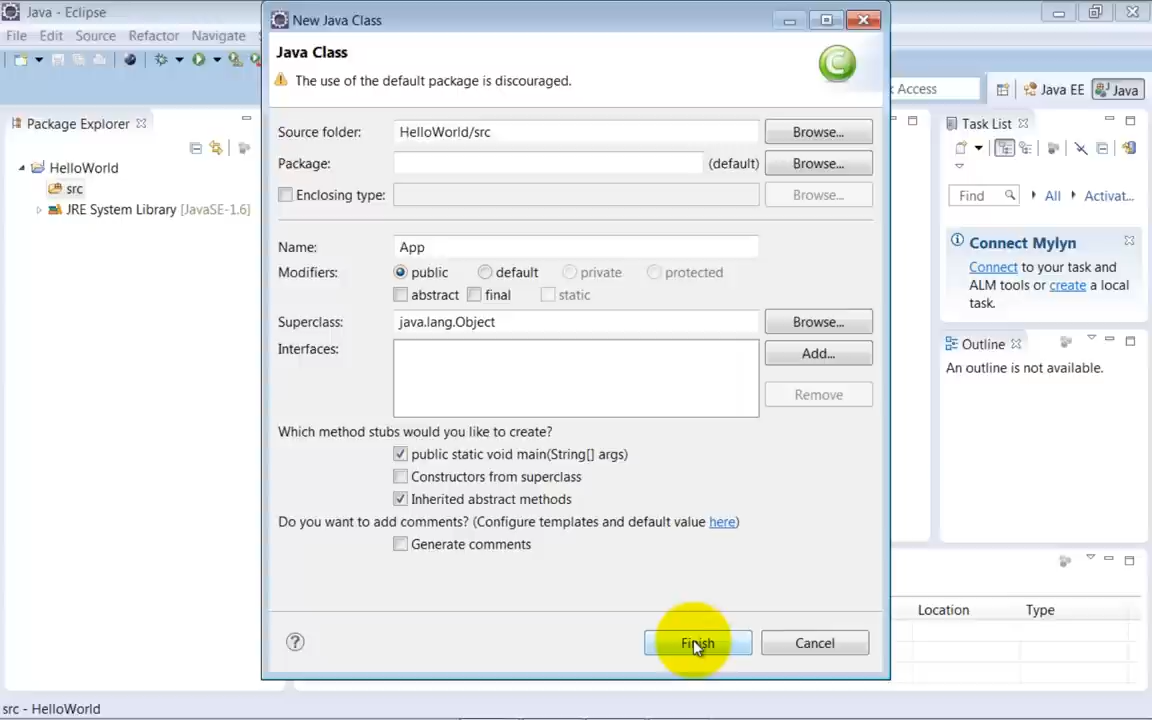 Java - Eclipse
File Edit Source Refactor Navigate
Package Explorer
HelloWorld
src
JRE System Library [JavaSE-1.6]
New Java Class
Java Class
The use of the default package is discouraged.
Source folder: HelloWorld/src Browse...
Package: (default) Browse...
Enclosing type: Browse...
Name: App
Modifiers: public default private protected
abstract final static
Superclass: java.lang.Object Browse...
Interfaces: Add...
Remove
Which method stubs would you like to create?
public static void main(String[] args)
Constructors from superclass
Inherited abstract methods
Do you want to add comments? (Configure templates and default value here)
Generate comments
Finish Cancel
Access
Java EE Java
Task List
Find All Activat...
Connect Mylyn
Connect to your task and
ALM tools or create a local
task.
Outline
An outline is not available.
Location Type
src - HelloWorld